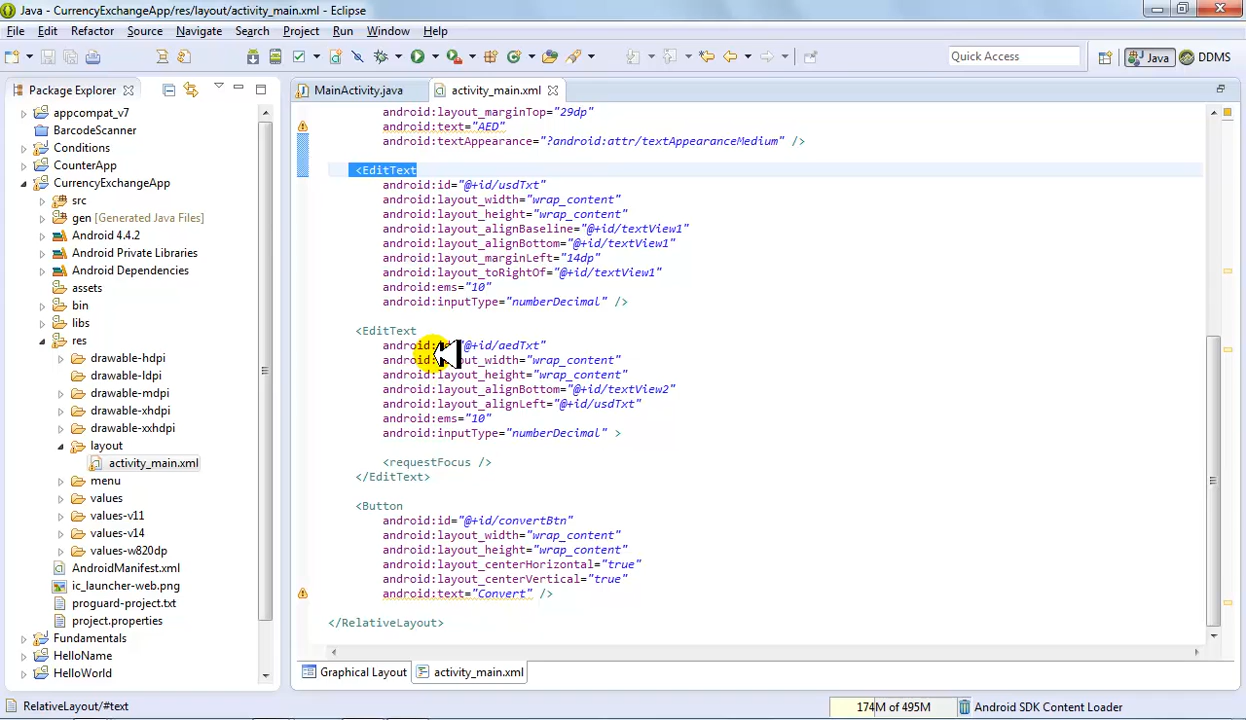 Java - CurrencyExchangeApp/res/layout/activity_main.xml - Eclipse
File Edit Refactor Source Navigate Search Project Run Window Help
Quick Access
Java
DDMS
Package Explorer
MainActivity.java
activity_main.xml
appcompat_v7
BarcodeScanner
Conditions
CounterApp
CurrencyExchangeApp
src
gen [Generated Java Files]
Android 4.4.2
Android Private Libraries
Android Dependencies
assets
bin
libs
res
drawable-hdpi
drawable-ldpi
drawable-mdpi
drawable-xhdpi
drawable-xxhdpi
layout
activity_main.xml
menu
values
values-v11
values-v14
values-w820dp
AndroidManifest.xml
ic_launcher-web.png
proguard-project.txt
project.properties
Fundamentals
HelloName
HelloWorld
android:layout_marginTop="29dp"
android:text="AED"
android:textAppearance="?android:attr/textAppearanceMedium" />
<EditText
android:id="@+id/usdTxt"
android:layout_width="wrap_content"
android:layout_height="wrap_content"
android:layout_alignBaseline="@+id/textView1"
android:layout_alignBottom="@+id/textView1"
android:layout_marginLeft="14dp"
android:layout_toRightOf="@+id/textView1"
android:ems="10"
android:inputType="numberDecimal" />
<EditText
"@+id/aedTxt"
"wrap_content"
android:layout_height="wrap_content"
android:layout_alignBottom="@+id/textView2"
android:layout_alignLeft="@+id/usdTxt"
android:ems="10"
android:inputType="numberDecimal" >
<requestFocus />
</EditText>
<Button
android:id="@+id/convertBtn"
android:layout_width="wrap_content"
android:layout_height="wrap_content"
android:layout_centerHorizontal="true"
android:layout_centerVertical="true"
android:text="Convert" />
</RelativeLayout>
Graphical Layout
activity_main.xml
RelativeLayout/#text
174M of 495M
Android SDK Content Loader